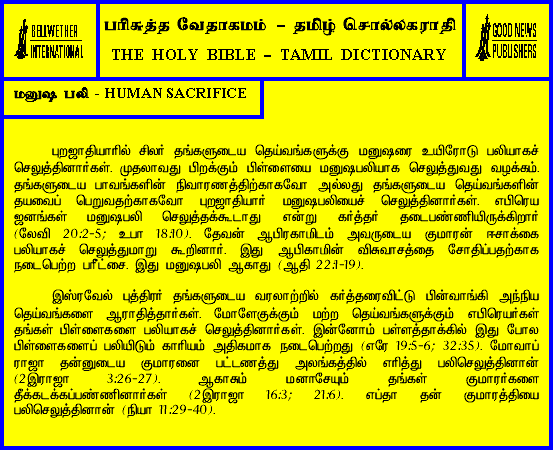 BELLWETHER
INTERNATIONAL
பரிசுத்த வேதாகமம் – தமிழ் சொல்லகராதி
THE HOLY BIBLE – TAMIL DICTIONARY
GOOD NEWS
PUBLISHERS
மனுஷ பலி - HUMAN SACRIFICE
புறஜாதியாரில் சிலர் தங்களுடைய தெய்வங்களுக்கு மனுஷரை உயிரோடு பலியாகச்
செலுத்தினார்கள். முதலாவது பிறக்கும் பிள்ளையை மனுஷபலியாக செலுத்துவது வழக்கம்.
தங்களுடைய பாவங்களின் நிவாரணத்திற்காகவோ அல்லது தங்களுடைய தெய்வங்களின்
தயவைப் பெறுவதற்காகவோ புறஜாதியார் மனுஷபலியைச் செலுத்தினார்கள். எபிரெய
ஜனங்கள் மனுஷபலி செலுத்தக்கூடாது என்று கர்த்தர் தடைபண்ணியிருக்கிறார்
(லேவி 20:2-5; உபா 18:10). தேவன் ஆபிரகாமிடம் அவருடைய குமாரன் ஈசாக்கை
பலியாகச் செலுத்துமாறு கூறினார். இது ஆபிகாமின் விசுவாசத்தை சோதிப்பதற்காக
நடைபெற்ற பரீட்சை. இது மனுஷபலி ஆகாது (ஆதி 22:1-19).
இஸ்ரவேல் புத்திரர் தங்களுடைய வரலாற்றில் கர்த்தரைவிட்டு பின்வாங்கி அந்நிய
தெய்வங்களை ஆராதித்தார்கள். மோளேகுக்கும் மற்ற தெய்வங்களுக்கும் எபிரெயர்கள்
தங்கள் பிள்ளைகளை பலியாகச் செலுத்தினார்கள். இன்னோம் பள்ளத்தாக்கில் இது போல
பிள்ளைகளைப் பலியிடும் காரியம் அதிகமாக நடைபெற்றது (எரே 19:5-6; 32:35). மோவாப்
ராஜா தன்னுடைய குமாரனை பட்டணத்து அலங்கத்தில் எரித்து பலிசெலுத்தினான்
(2இராஜா 3:26-27). ஆகாசும் மனாசேயும் தங்கள் குமாரர்களை
தீக்கடக்கப்பண்ணினார்கள் (2இராஜா 16:3; 21:6). எப்தா தன் குமாரத்தியை
பலிசெலுத்தினான் (நியா 11:29-40).